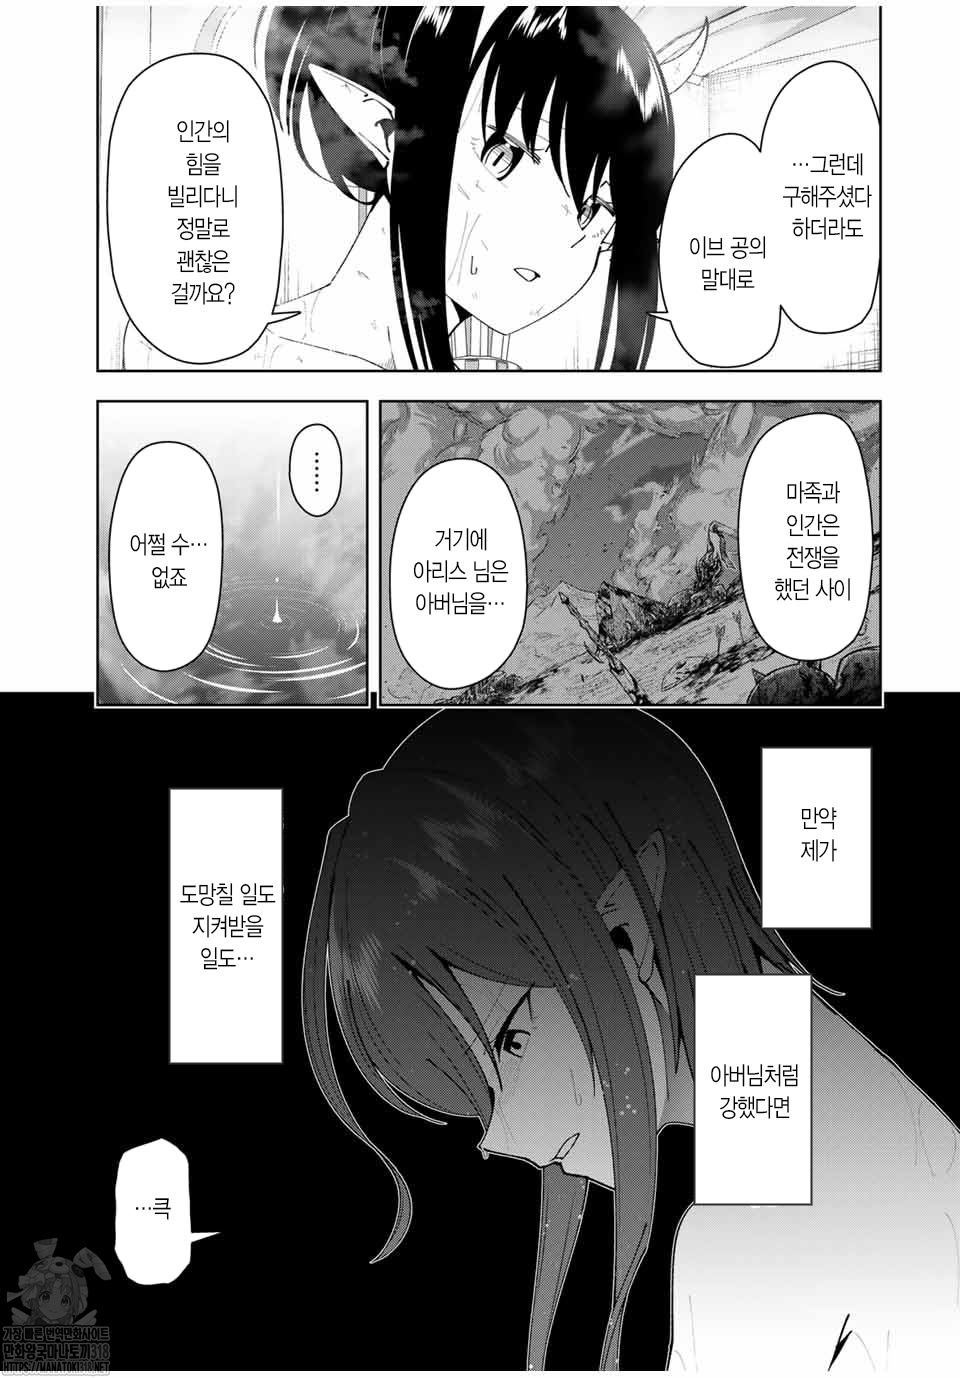 …그런데
구해주셨다
하더라도
이브 공의
말대로
인간의
힘을
빌리다니
정말로
괜찮은
걸까요?
마족과
인간은
전쟁을
했던 사이
거기에
아리스 님은
아버님을…
……
어쩔 수…
없죠
만약
제가
아버님처럼
강했다면
도망칠 일도
지켜받을
일도…
…큭
가장 빠른 번역만화사이트
만화왕국마나토끼318
HTTPS://MANATOKI318.NET